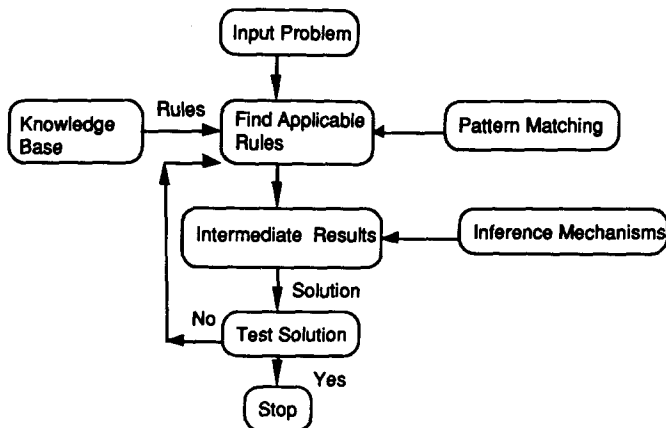 Input Problem
Rules
Knowledge
Base
Find Applicable
Rules
Pattern Matching
Intermediate Results
Inference Mechanisms
Solution
No
Test Solution
Yes
Stop